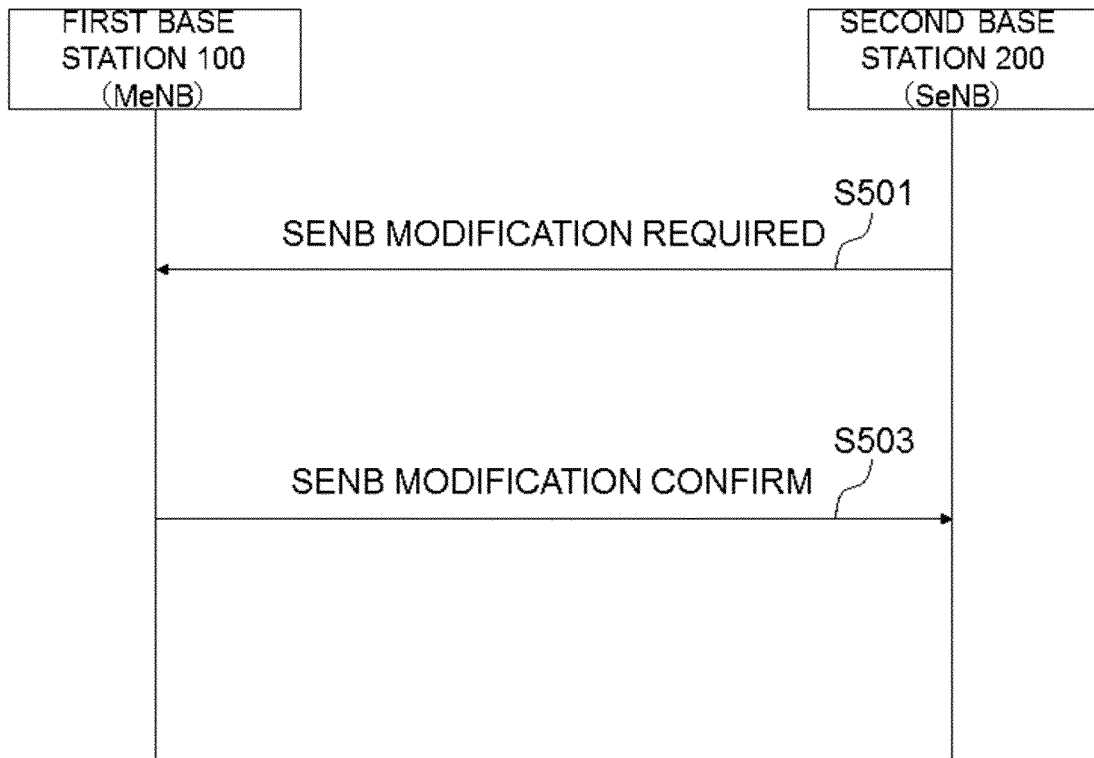 FIRST BASE
STATION 100
（MeNB）
SECOND BASE
STATION 200
（SeNB）
S501
SENB MODIFICATION REQUIRED
S503
SENB MODIFICATION CONFIRM